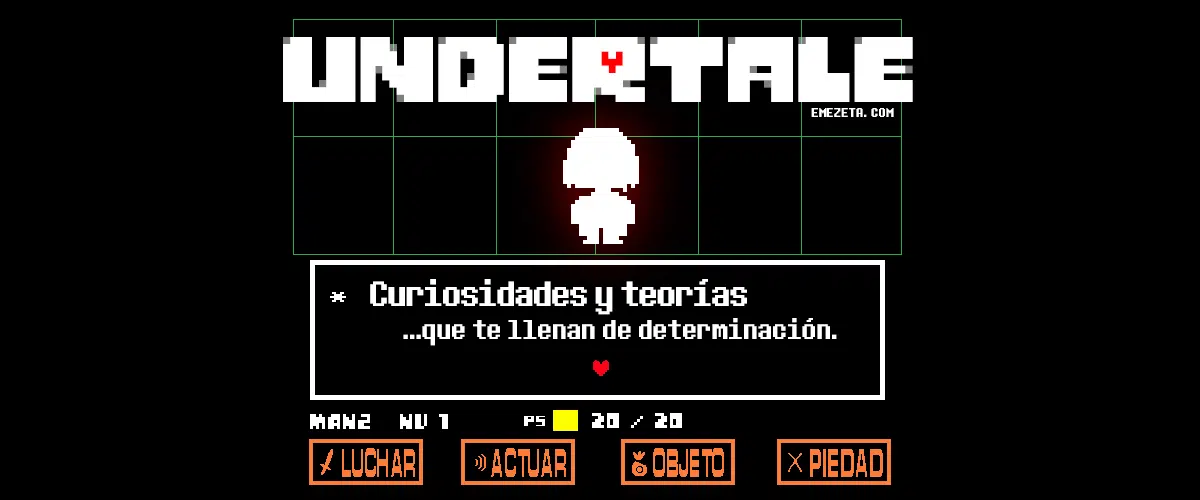 UNDERTALE
EMEZETA.COM
* Curiosidades y teorías
...que te llenan de determinación.
MANZ NV 1 PS 20 / 20
LUCHAR ACTUAR OBJETO PIEDAD